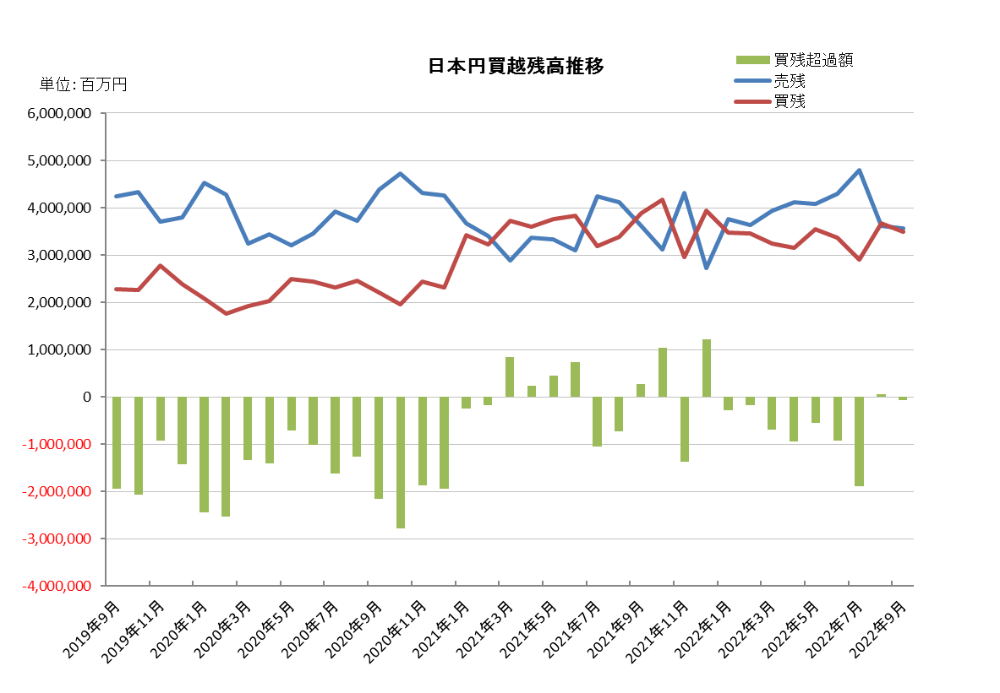 日本円買越残高推移
買残超過額
売残
買残
単位：百万円
6,000,000
5,000,000
4,000,000
3,000,000
2,000,000
1,000,000
0
-1,000,000
-2,000,000
-3,000,000
-4,000,000
2019年9月
2019年11月
2020年1月
2020年3月
2020年5月
2020年7月
2020年9月
2020年11月
2021年1月
2021年3月
2021年5月
2021年7月
2021年9月
2021年11月
2022年1月
2022年3月
2022年5月
2022年7月
2022年9月